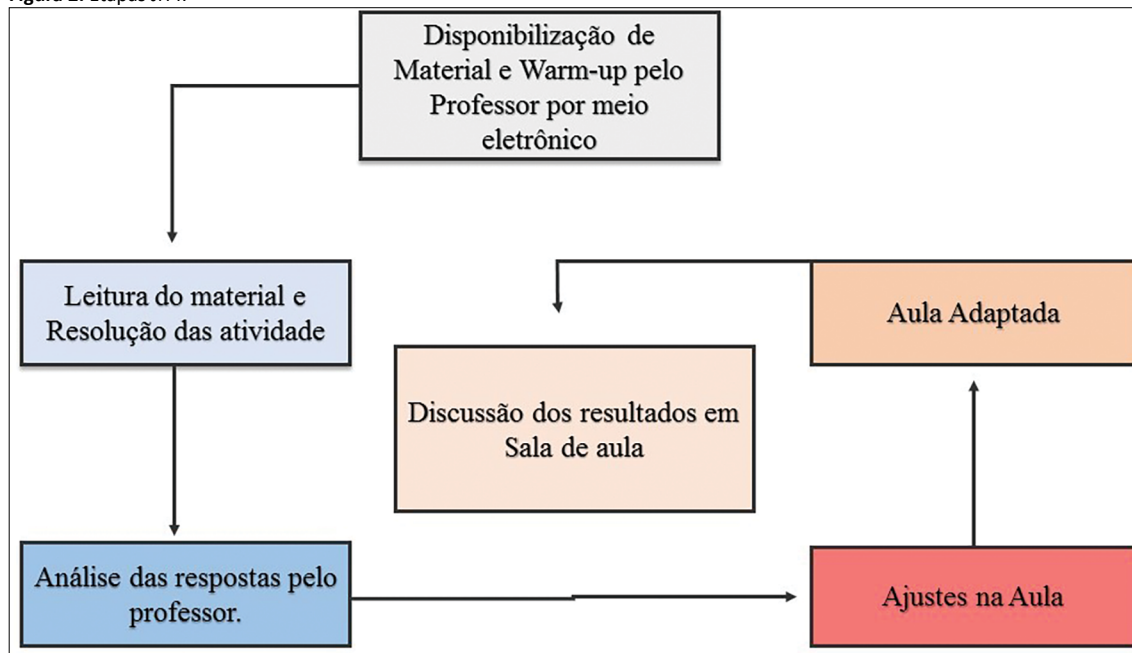 Disponibilização de
Material e Warm-up pelo
Professor por meio
eletrônico
Leitura do material e
Resolução das atividade
Análise das respostas pelo
professor.
Ajustes na Aula
Aula Adaptada
Discussão dos resultados em
Sala de aula